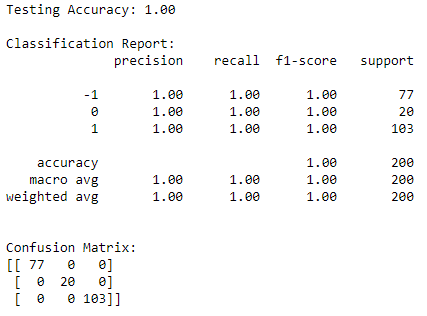 Testing Accuracy: 1.00
Classification Report:
precision recall f1-score support
-1 1.00 1.00 1.00 77
0 1.00 1.00 1.00 20
1 1.00 1.00 1.00 103
accuracy 1.00 200
macro avg 1.00 1.00 1.00 200
weighted avg 1.00 1.00 1.00 200
Confusion Matrix:
[[ 77 0 0]
[ 0 20 0]
[ 0 0 103]]